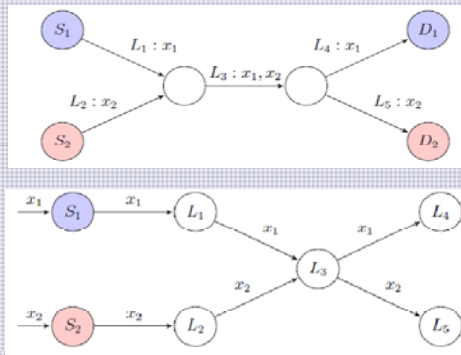 S₁
D₁
L₁ : x₁
L₄ : x₁
L₃ : x₁, x₂
L₂ : x₂
L₅ : x₂
S₂
D₂
x₁
S₁
x₁
L₁
x₁
x₁
L₄
L₃
x₂
S₂
x₂
L₂
x₂
x₂
L₅